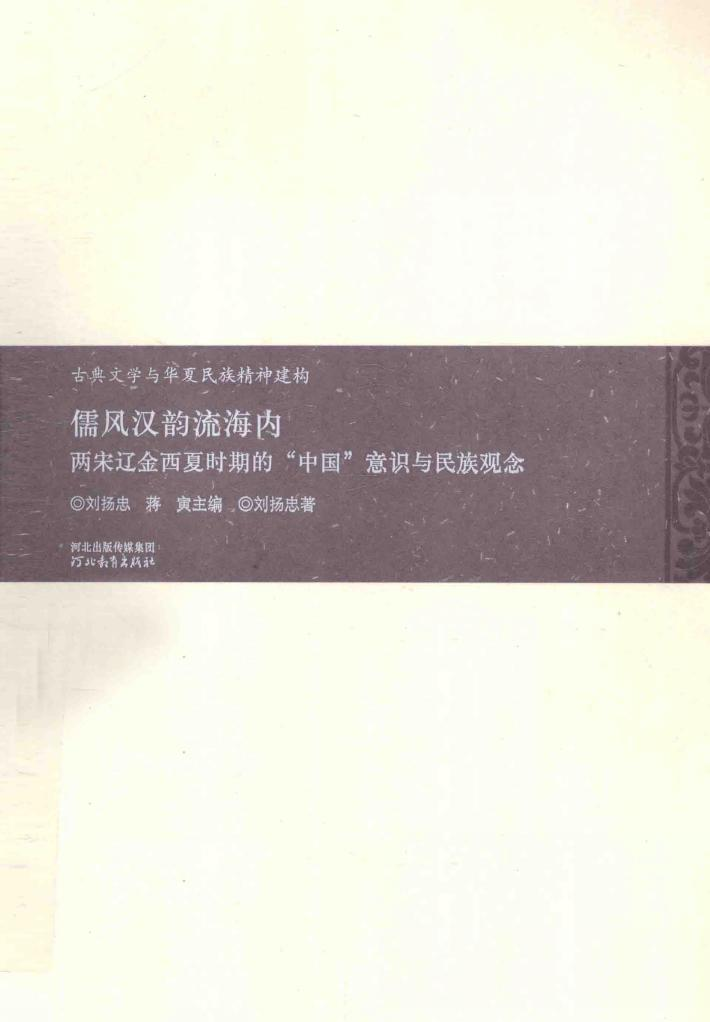 古典文学与华夏民族精神建构
儒风汉韵流海内
两宋辽金西夏时期的“中国”意识与民族观念
◎刘扬忠 蒋 寅主编 ◎刘扬忠著
河北出版传媒集团
河北教育出版社